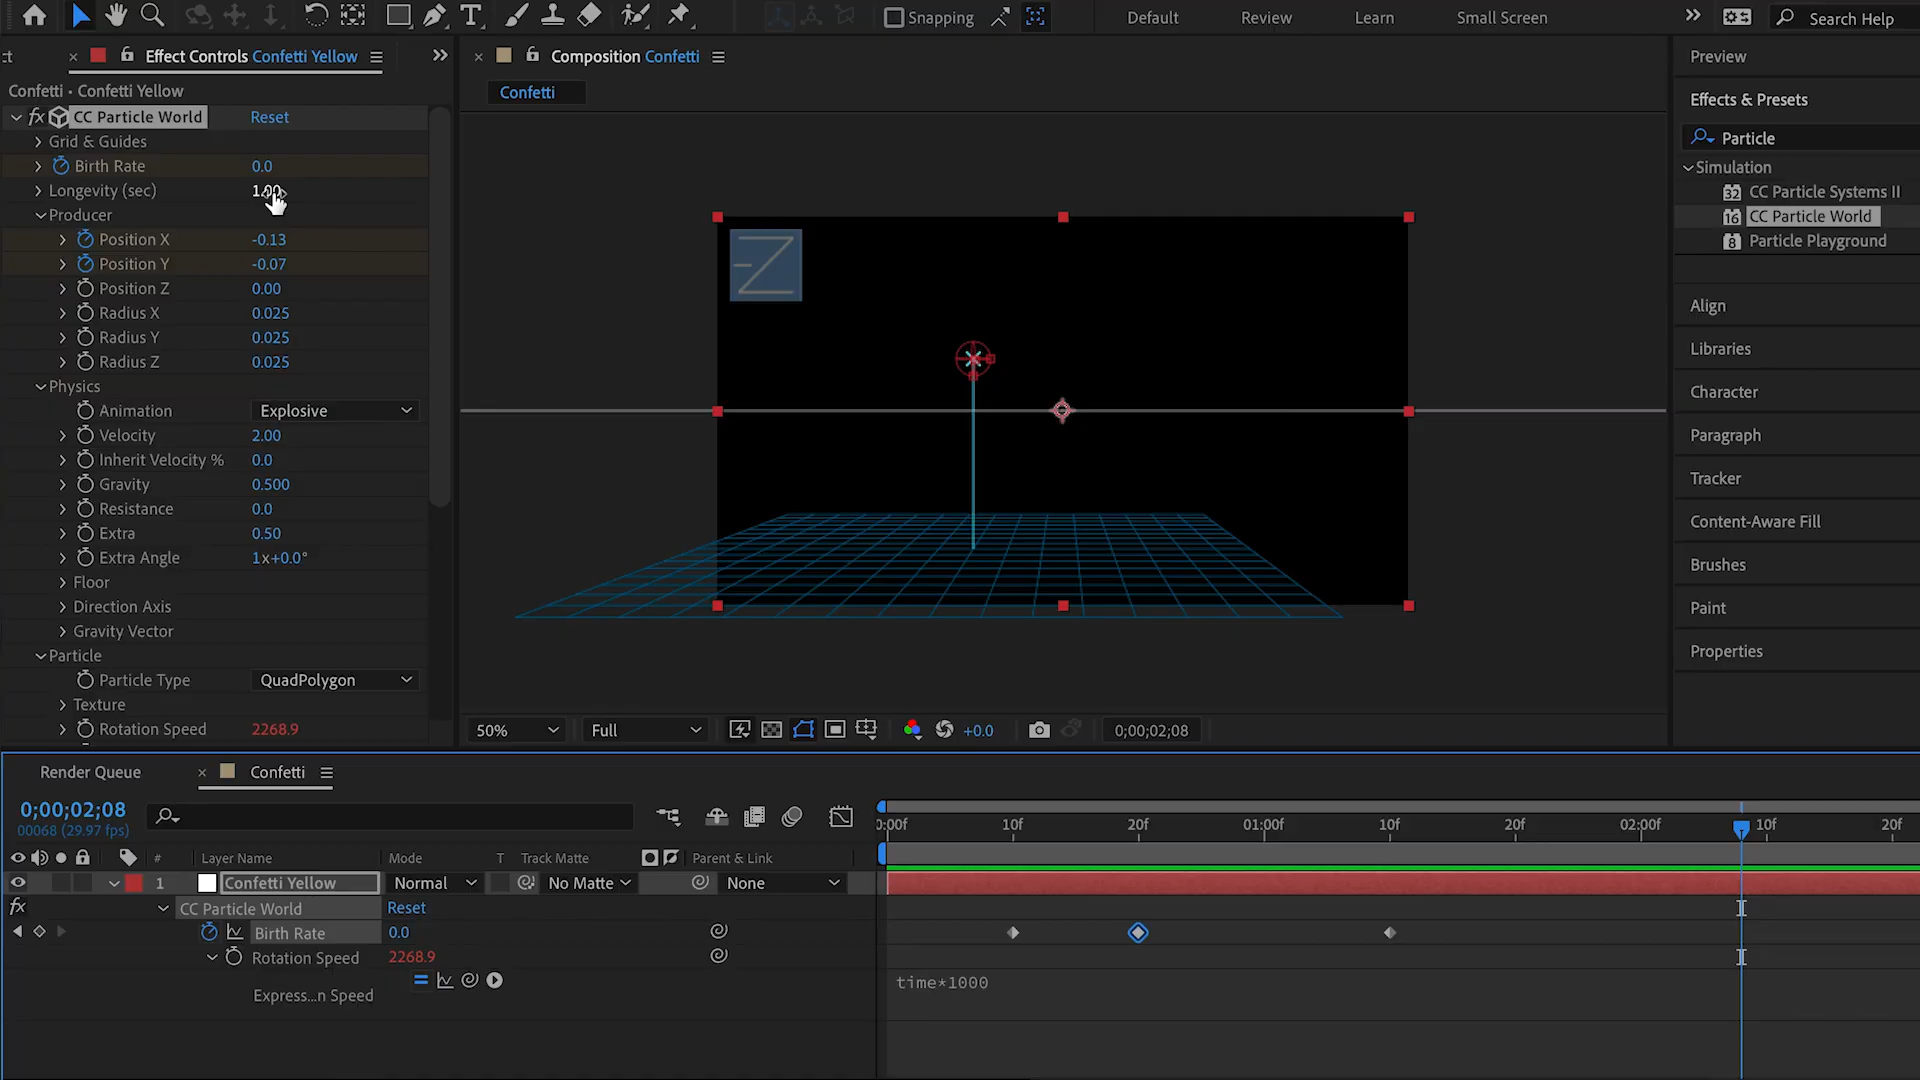 Snapping
Default
Review
Learn
Small Screen
Search Help
ct
Effect Controls Confetti Yellow
Composition Confetti
Preview
Confetti • Confetti Yellow
Confetti
Effects & Presets
fx CC Particle World Reset
Grid & Guides
Particle
Birth Rate 0.0
Simulation
Longevity (sec) 1.00
32 CC Particle Systems II
Producer
16 CC Particle World
Position X -0.13
8 Particle Playground
Position Y -0.07
-Z
Position Z 0.00
Radius X 0.025
Align
Radius Y 0.025
Libraries
Radius Z 0.025
Physics
Character
Animation Explosive
Velocity 2.00
Paragraph
Inherit Velocity % 0.0
Gravity 0.500
Tracker
Resistance 0.0
Content-Aware Fill
Extra 0.50
Extra Angle 1x+0.0°
Brushes
Floor
Direction Axis
Paint
Gravity Vector
Particle
Properties
Particle Type QuadPolygon
Texture
Rotation Speed 2268.9
50% Full +0.0 0;00;02;08
Render Queue
Confetti
0;00;02;08
00068 (29.97 fps)
0:00f 10f 20f 01:00f 10f 20f 02:00f 10f 20f
# Layer Name Mode T Track Matte Parent & Link
1 Confetti Yellow Normal No Matte None
fx CC Particle World Reset
Birth Rate 0.0
Rotation Speed 2268.9
time*1000
Express...n Speed